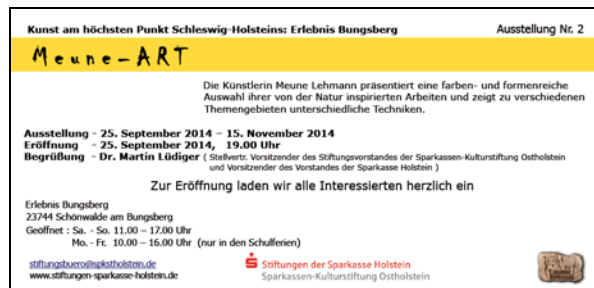 Kunst am höchsten Punkt Schleswig-Holsteins: Erlebnis Bungsberg
Ausstellung Nr. 2
Meune-ART
Die Künstlerin Meune Lehmann präsentiert eine farben- und formenreiche
Auswahl ihrer von der Natur inspirierten Arbeiten und zeigt zu verschiedenen
Themengebieten unterschiedliche Techniken.
Ausstellung - 25. September 2014 – 15. November 2014
Eröffnung - 25. September 2014, 19.00 Uhr
Begrüßung - Dr. Martin Lüdiger ( Stellvertr. Vorsitzender des Stiftungsvorstandes der Sparkassen-Kulturstiftung Ostholstein
und Vorsitzender des Vorstandes der Sparkasse Holstein )
Zur Eröffnung laden wir alle Interessierten herzlich ein
Erlebnis Bungsberg
23744 Schönwalde am Bungsberg
Geöffnet : Sa. - So. 11.00 – 17.00 Uhr
Mo. - Fr. 10.00 – 16.00 Uhr (nur in den Schulferien)
stiftungsbuero@spkstholstein.de
www.stiftungen-sparkasse-holstein.de
Stiftungen der Sparkasse Holstein
Sparkassen-Kulturstiftung Ostholstein